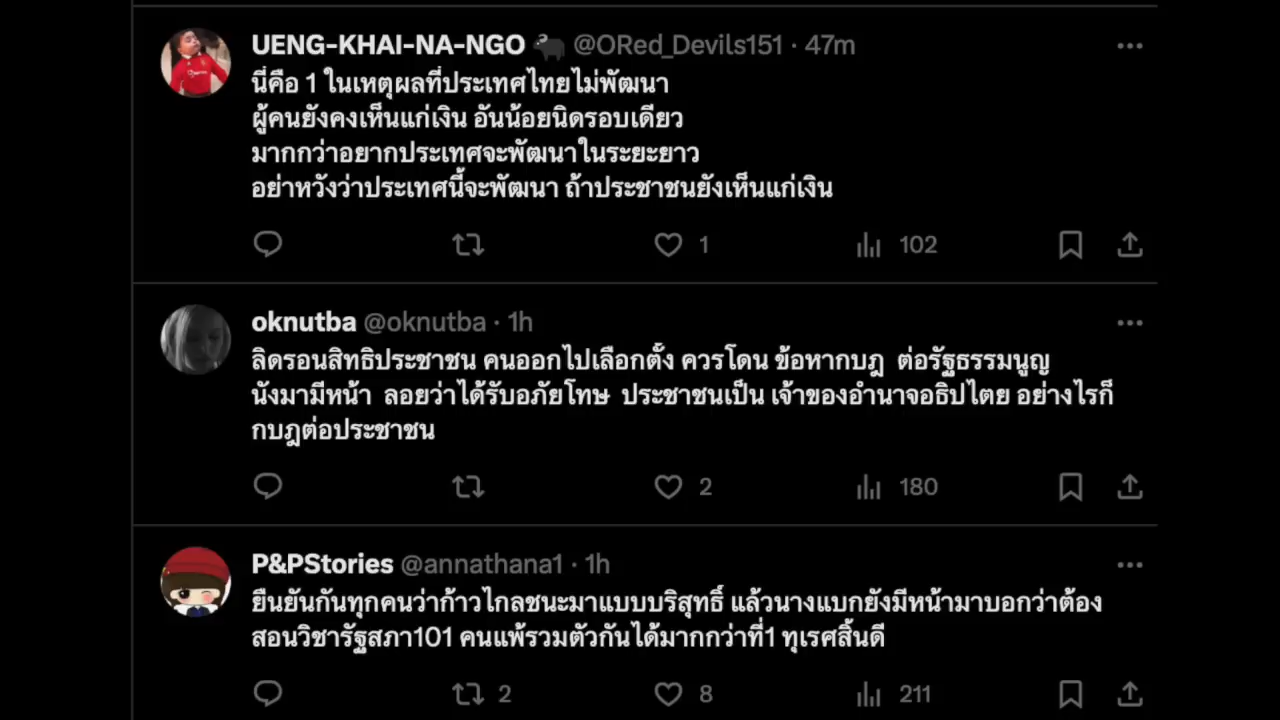 UENG-KHAI-NA-NGO 🐃 @ORed_Devils151 · 47m
นี่คือ 1 ในเหตุผลที่ประเทศไทยไม่พัฒนา
ผู้คนยังคงเห็นแก่เงิน อันน้อยนิดรอบเดียว
มากกว่าอยากประเทศจะพัฒนาในระยะยาว
อย่าหวังว่าประเทศนี้จะพัฒนา ถ้าประชาชนยังเห็นแก่เงิน
1 102
oknutba @oknutba · 1h
ลิดรอนสิทธิประชาชน คนออกไปเลือกตั้ง ควรโดน ข้อหากบฎ ต่อรัฐธรรมนูญ
นังมามีหน้า ลอยว่าได้รับอภัยโทษ ประชาชนเป็น เจ้าของอำนาจอธิปไตย อย่างไรก็
กบฎต่อประชาชน
2 180
P&PStories @annathana1 · 1h
ยืนยันกันทุกคนว่าก้าวไกลชนะมาแบบบริสุทธิ์ แล้วนางแบกยังมีหน้ามาบอกว่าต้อง
สอนวิชารัฐสภา101 คนแพ้รวมตัวกันได้มากกว่าที่1 ทุเรศสิ้นดี
2 8 211